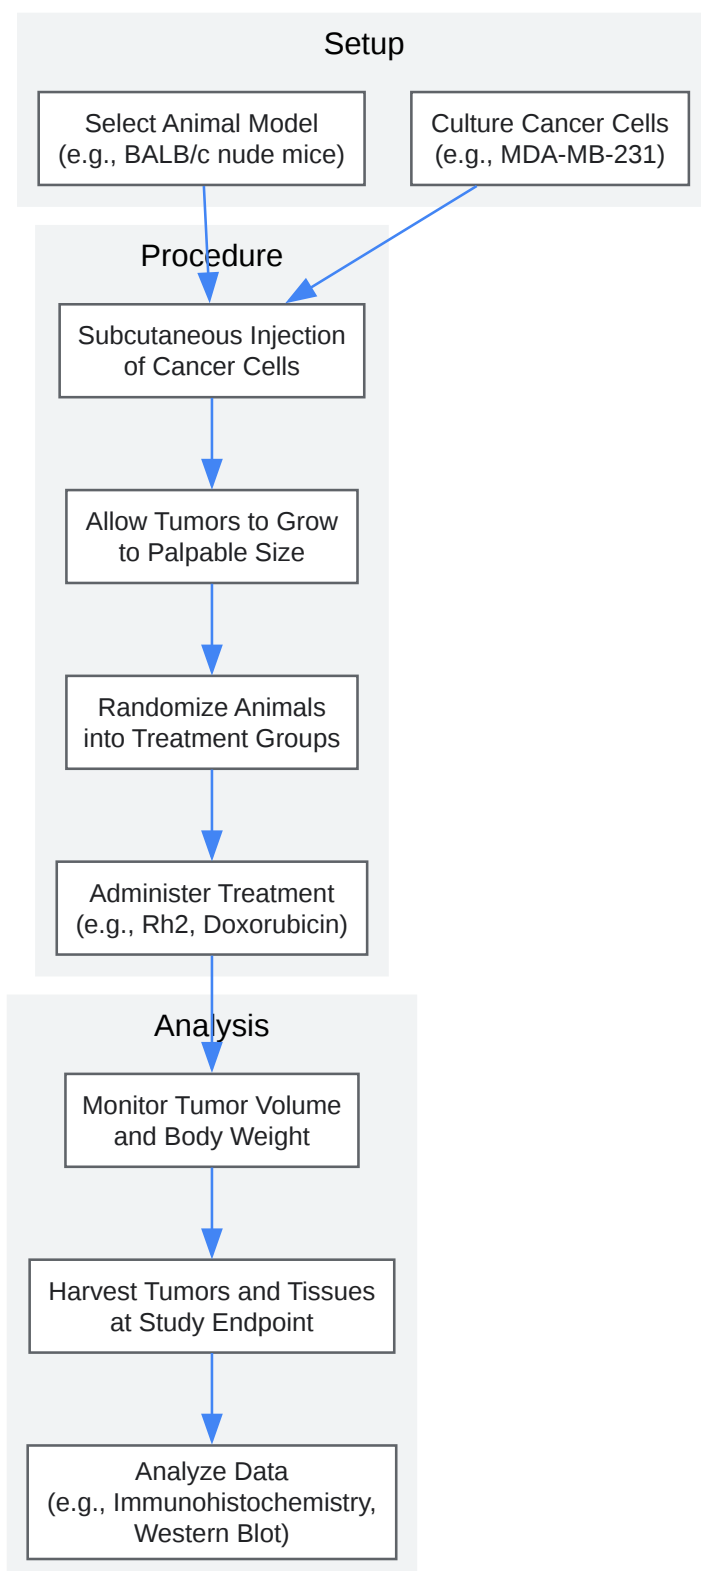 Setup
Select Animal Model
(e.g., BALB/c nude mice)
Culture Cancer Cells
(e.g., MDA-MB-231)
Procedure
Subcutaneous Injection
of Cancer Cells
Allow Tumors to Grow
to Palpable Size
Randomize Animals
into Treatment Groups
Administer Treatment
(e.g., Rh2, Doxorubicin)
Analysis
Monitor Tumor Volume
and Body Weight
Harvest Tumors and Tissues
at Study Endpoint
Analyze Data
(e.g., Immunohistochemistry,
Western Blot)